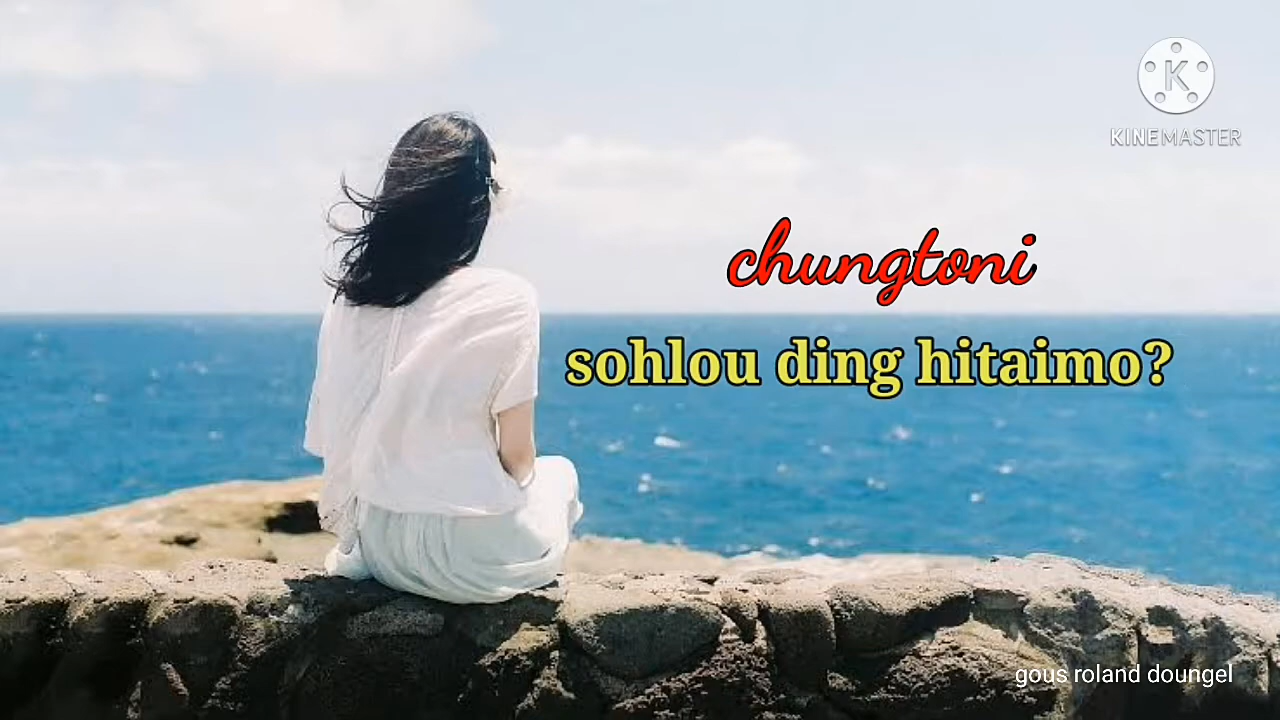 K
KINEMASTER
chungtoni
sohlou ding hitaimo?
gous roland doungel